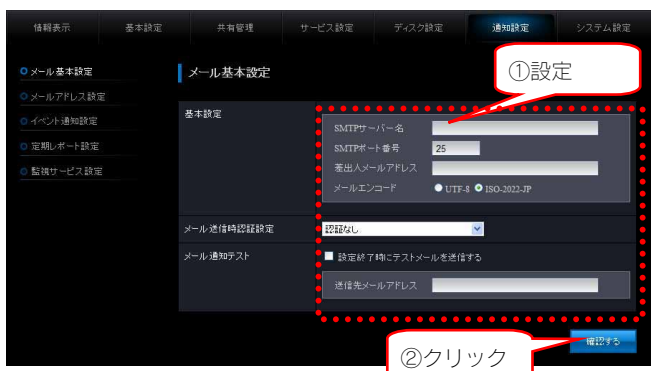 情報表示 基本設定 共有管理 サービス設定 ディスク設定 通知設定 システム設定
メール基本設定
メールアドレス設定
イベント通知設定
定期レポート設定
監視サービス設定
メール基本設定
①設定
基本設定
SMTPサーバー名
SMTPポート番号 25
差出人メールアドレス
メールエンコード UTF-8 ISO-2022-JP
メール送信時認証設定 認証なし
メール通知テスト 設定終了時にテストメールを送信する
送信先メールアドレス
確認する
②クリック